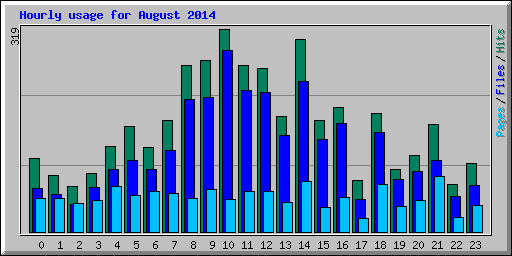 Hourly usage for August 2014
319
Pages / Files / Hits
0 1 2 3 4 5 6 7 8 9 10 11 12 13 14 15 16 17 18 19 20 21 22 23